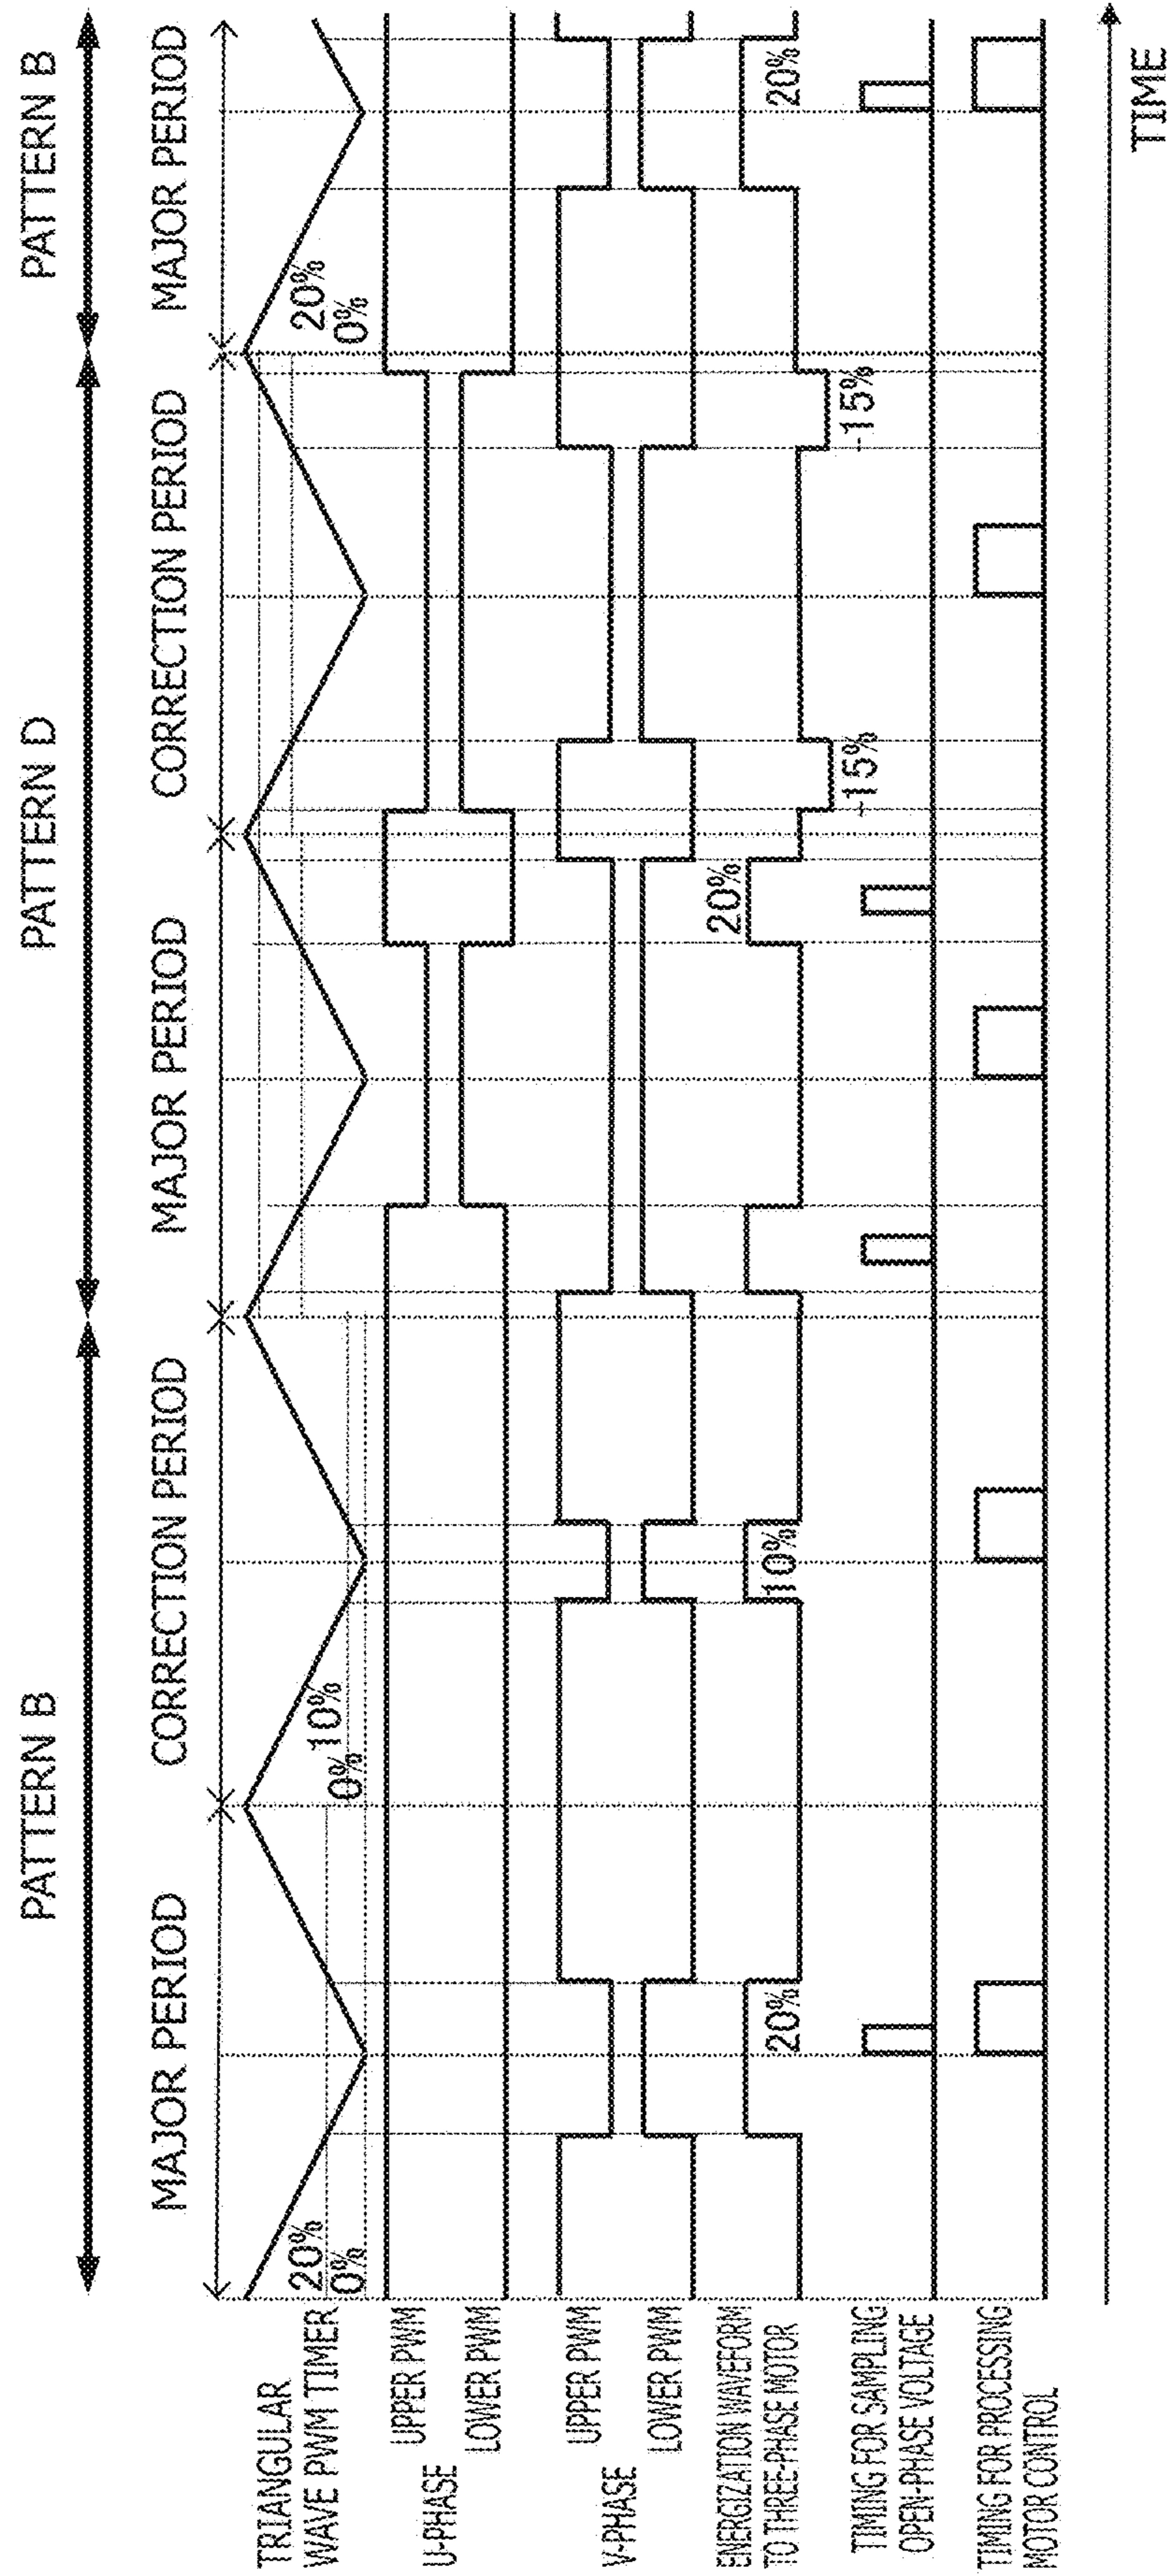 PATTERN B
PATTERN D
PATTERN B
MAJOR PERIOD
CORRECTION PERIOD
MAJOR PERIOD
CORRECTION PERIOD
MAJOR PERIOD
TRIANGULAR
WAVE PWM TIMER
20%
0%
10%
0%
20%
0%
U-PHASE
UPPER PWM
LOWER PWM
V-PHASE
UPPER PWM
LOWER PWM
ENERGIZATION WAVEFORM
TO THREE-PHASE MOTOR
20%
10%
20%
-15%
-15%
20%
TIMING FOR SAMPLING
OPEN-PHASE VOLTAGE
TIMING FOR PROCESSING
MOTOR CONTROL
TIME